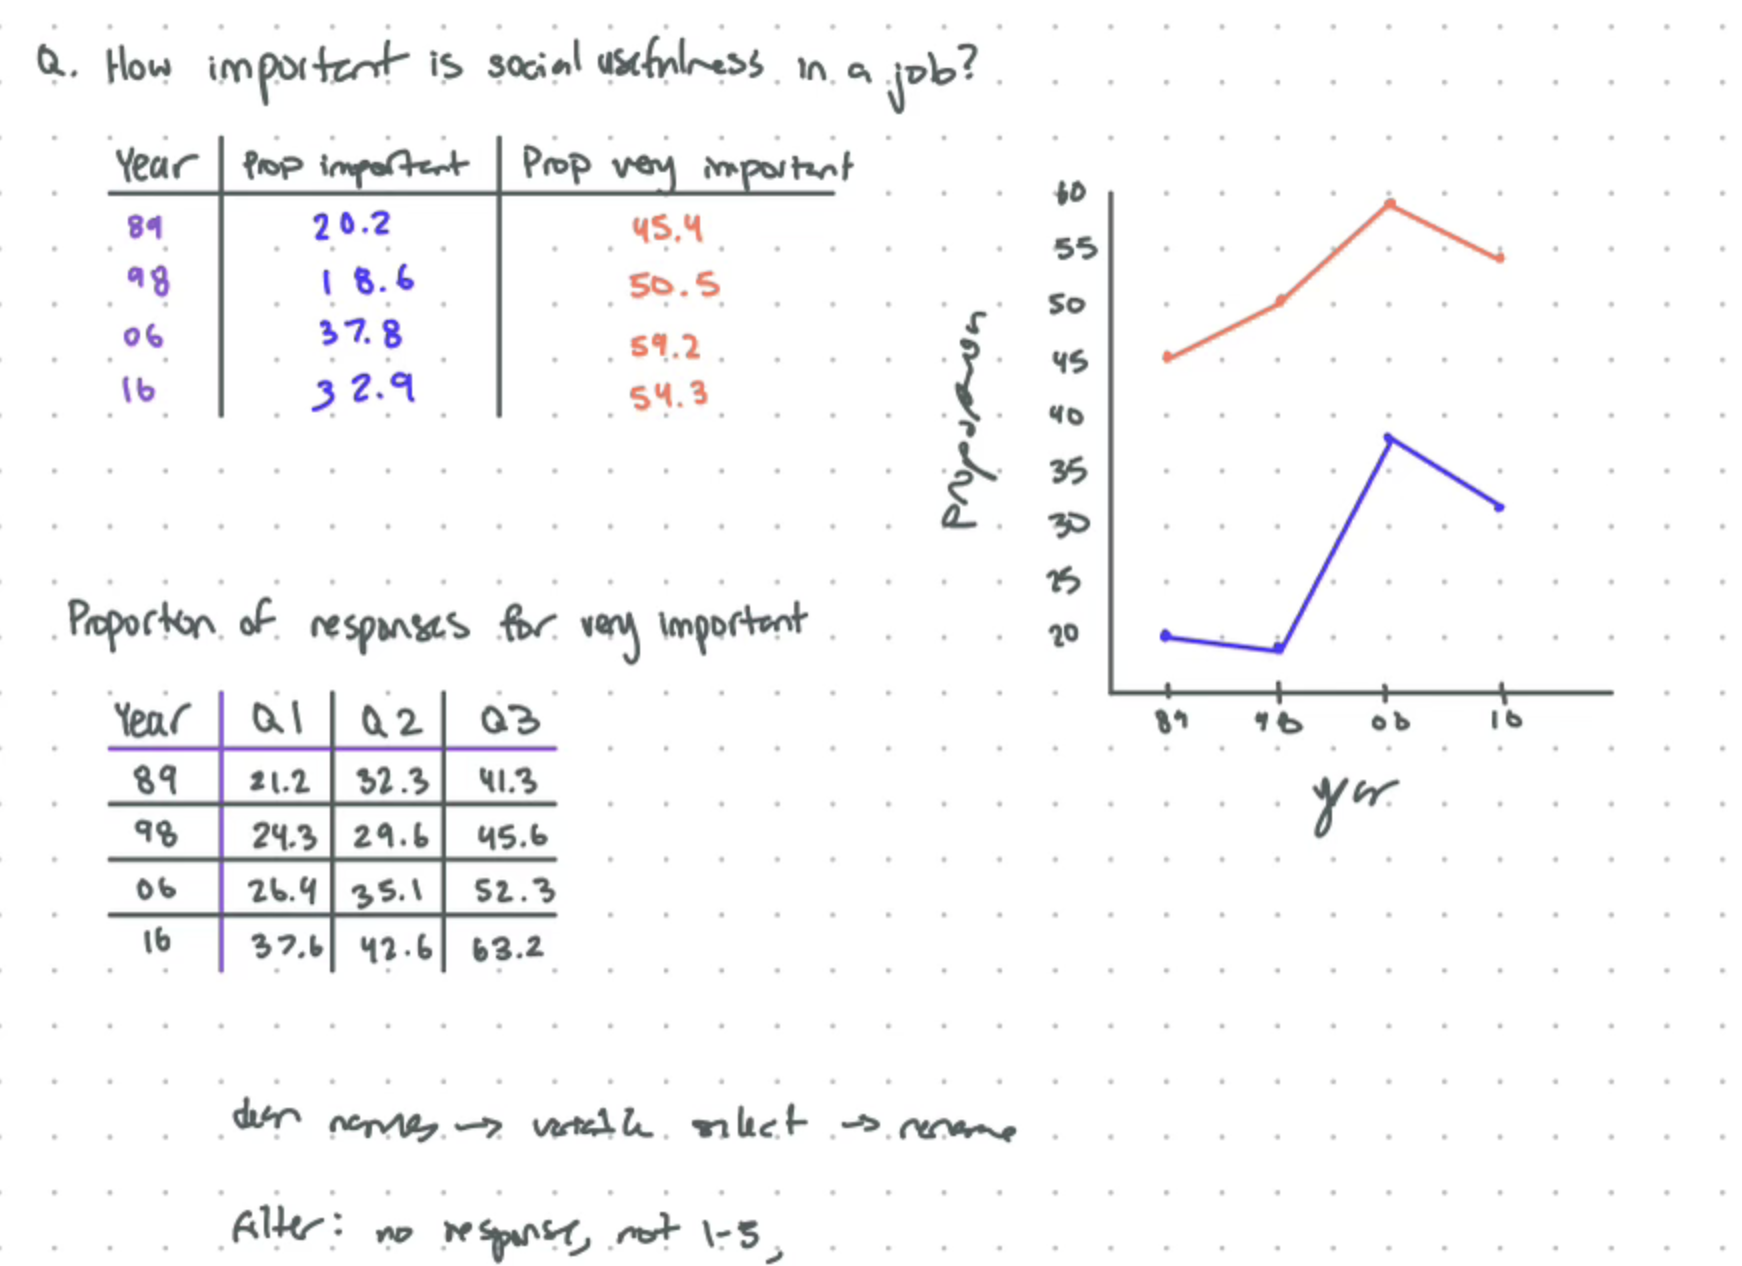 Q. How important is social usefulness in a job?
Year Prop important Prop very important
89 20.2 45.4
98 18.6 50.5
06 37.8 59.2
16 32.9 54.3
Proportion
60
55
50
45
40
35
30
25
20
89 98 06 16
year
Proportion of responses for very important
Year Q1 Q2 Q3
89 21.2 32.3 41.3
98 24.3 29.6 45.6
06 26.4 35.1 52.3
16 37.6 42.6 63.2
clean names → variable select → rename
filter: no response, not 1-5,